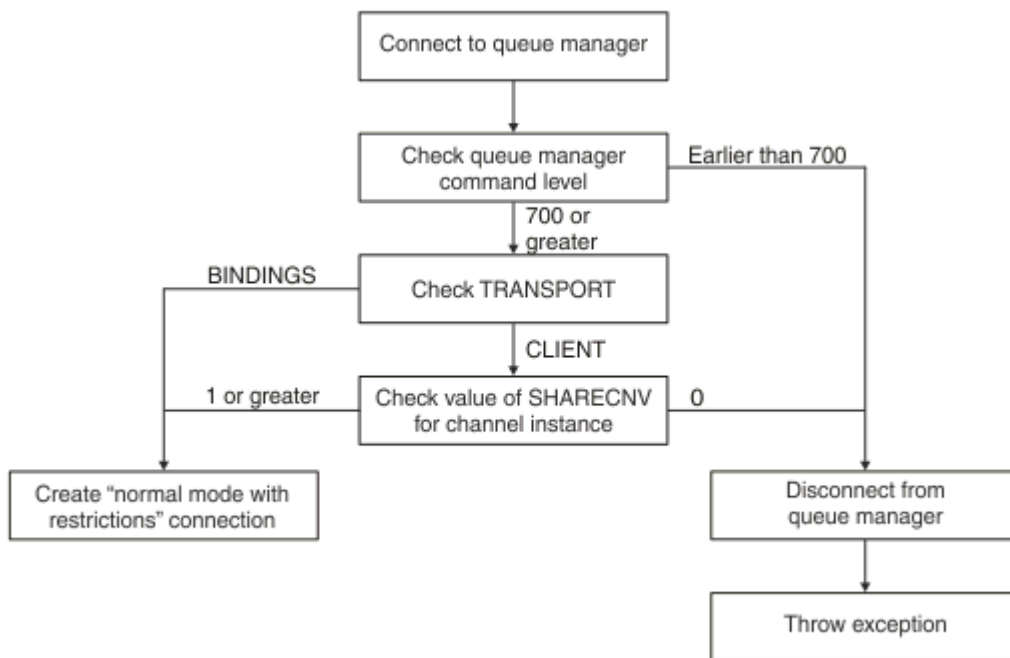 Connect to queue manager
Check queue manager
command level
Earlier than 700
700 or
greater
BINDINGS
Check TRANSPORT
CLIENT
1 or greater
Check value of SHARECNV
for channel instance
0
Create “normal mode with
restrictions” connection
Disconnect from
queue manager
Throw exception